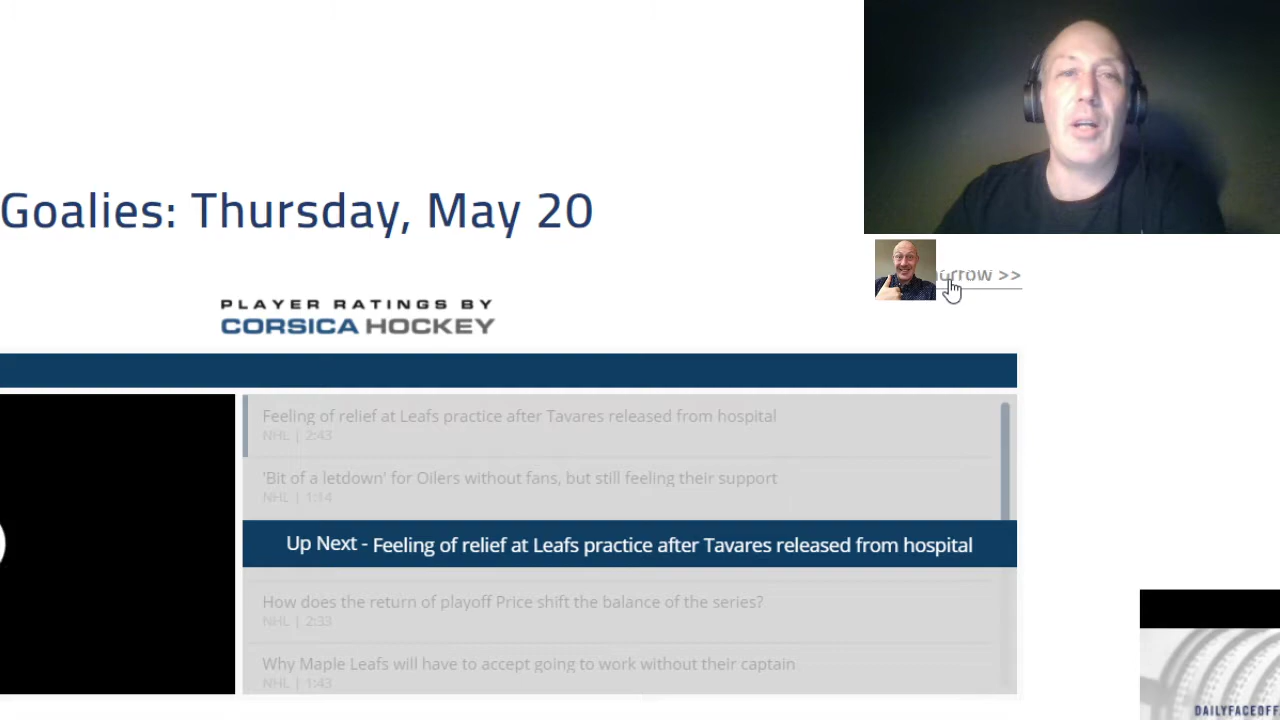 Goalies: Thursday, May 20
>>
PLAYER RATINGS BY
CORSICA HOCKEY
Feeling of relief at Leafs practice after Tavares released from hospital
NHL | 2:43
'Bit of a letdown' for Oilers without fans, but still feeling their support
NHL | 1:14
Up Next - Feeling of relief at Leafs practice after Tavares released from hospital
How does the return of playoff Price shift the balance of the series?
NHL | 2:33
Why Maple Leafs will have to accept going to work without their captain
NHL | 1:43
DAILYFACEOFF